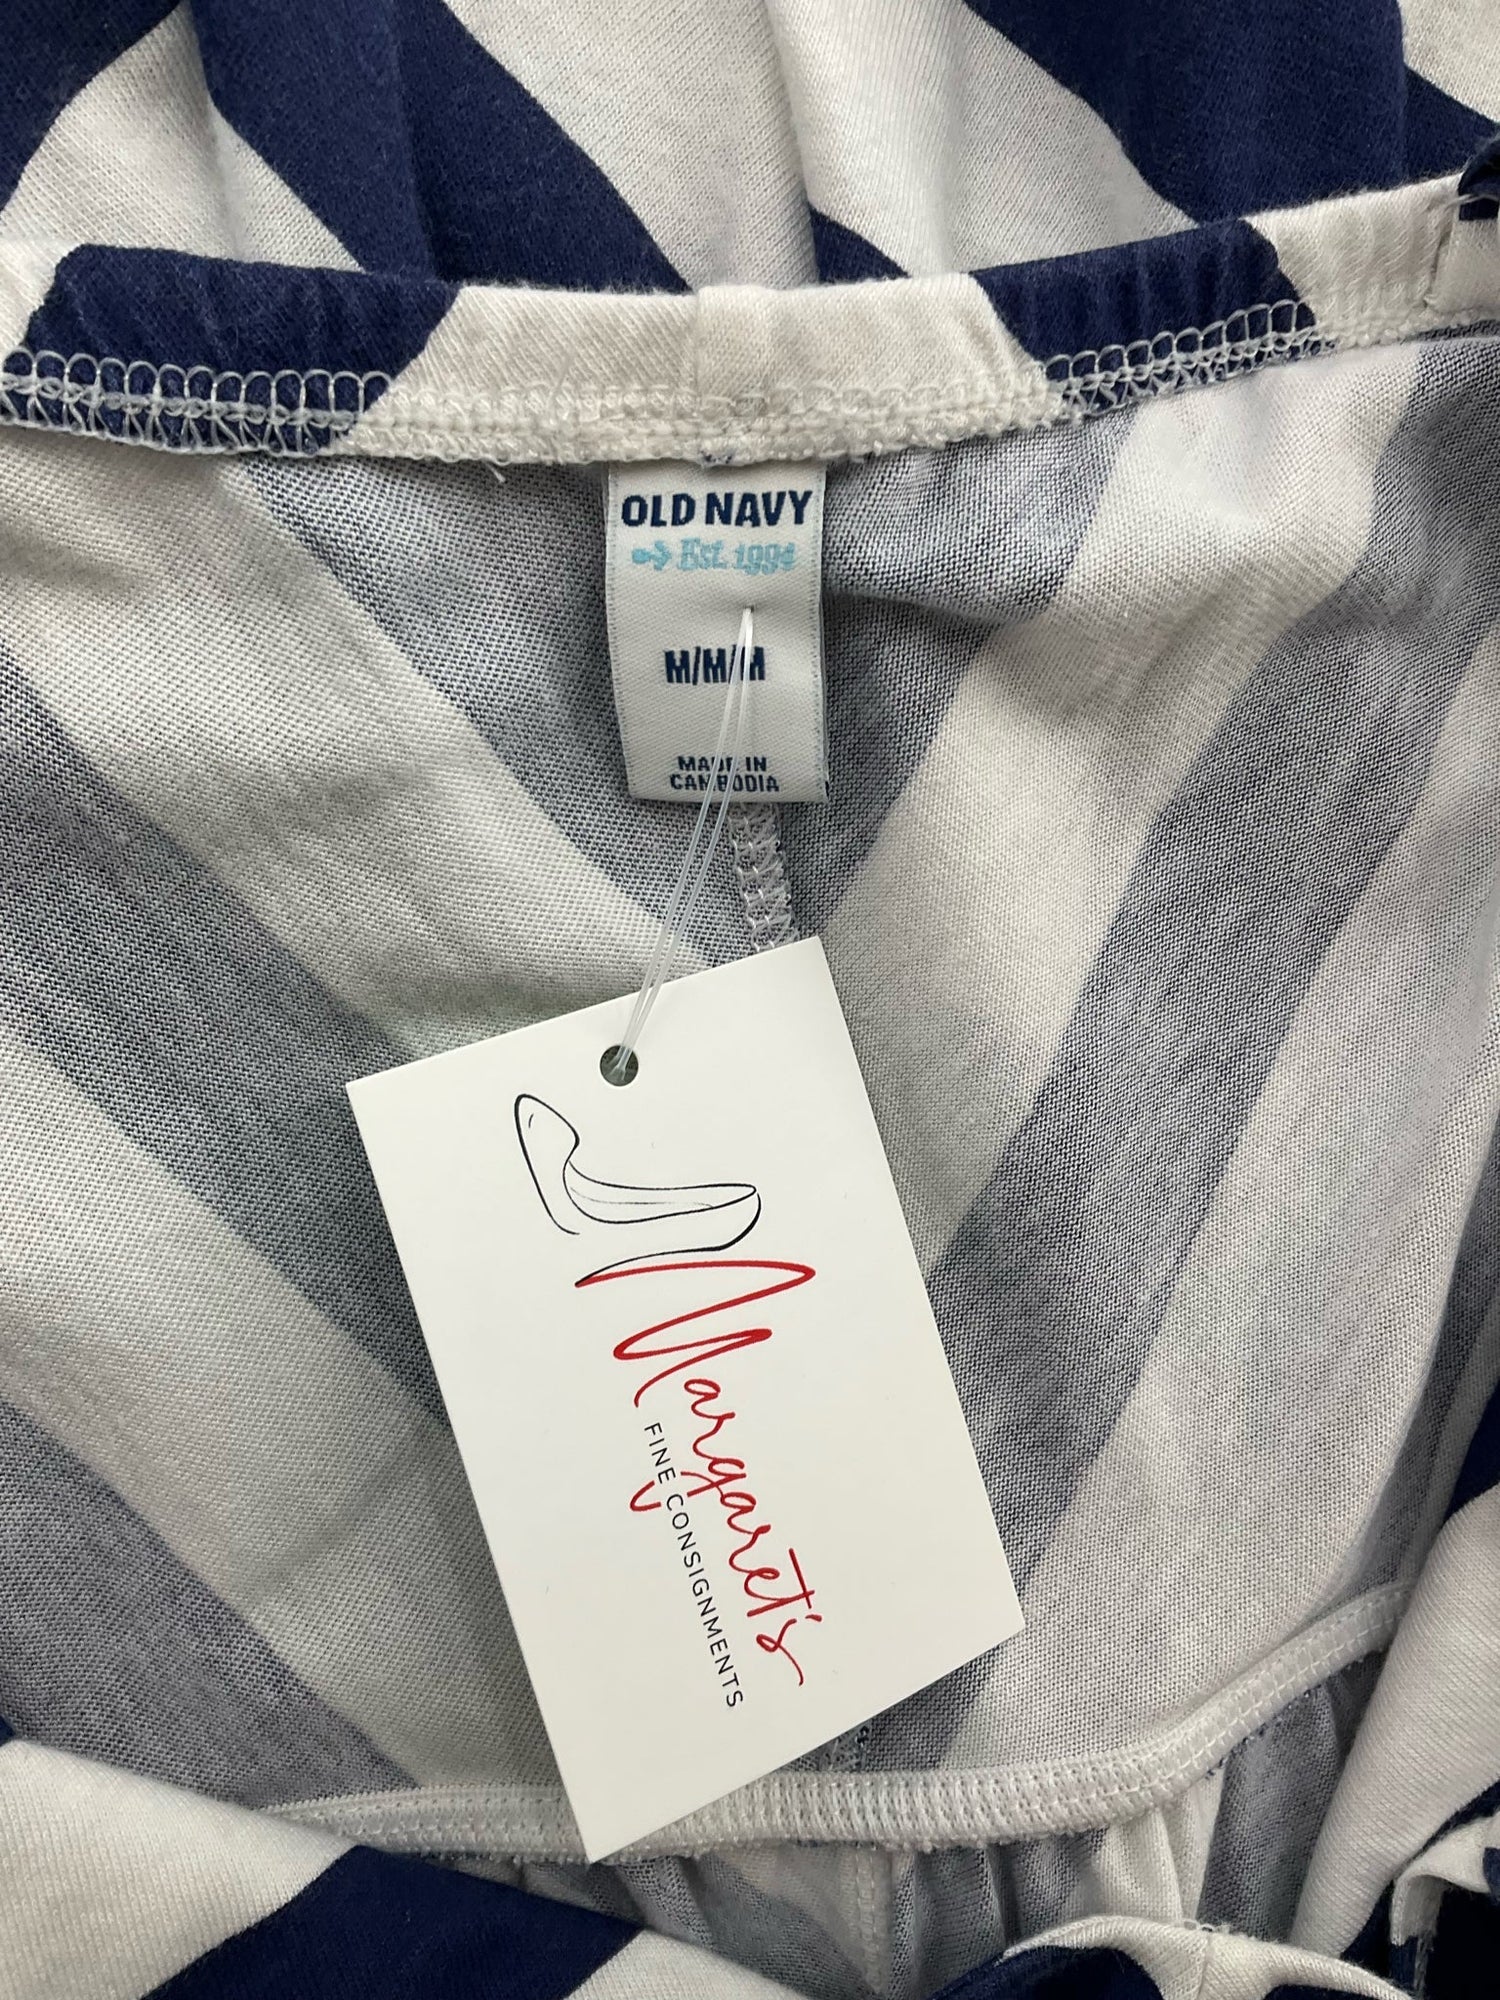 OLD NAVY
Est. 1994
M/M/M
MADE IN
CAMBODIA
Margaret's
FINE CONSIGNMENTS